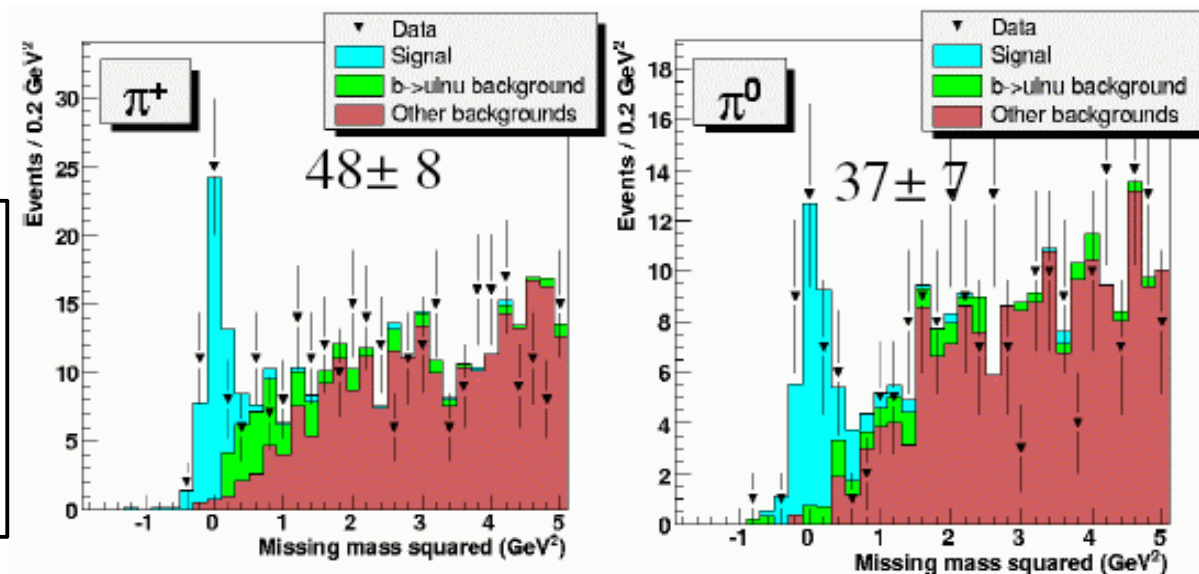 Data
Signal
b->ulnu background
Other backgrounds
π+
48± 8
Events / 0.2 GeV²
30
25
20
15
10
5
0
-1 0 1 2 3 4 5
Missing mass squared (GeV²)
Data
Signal
b->ulnu background
Other backgrounds
π0
37± 7
Events / 0.2 GeV²
18
16
14
12
10
8
6
4
2
0
-1 0 1 2 3 4 5
Missing mass squared (GeV²)